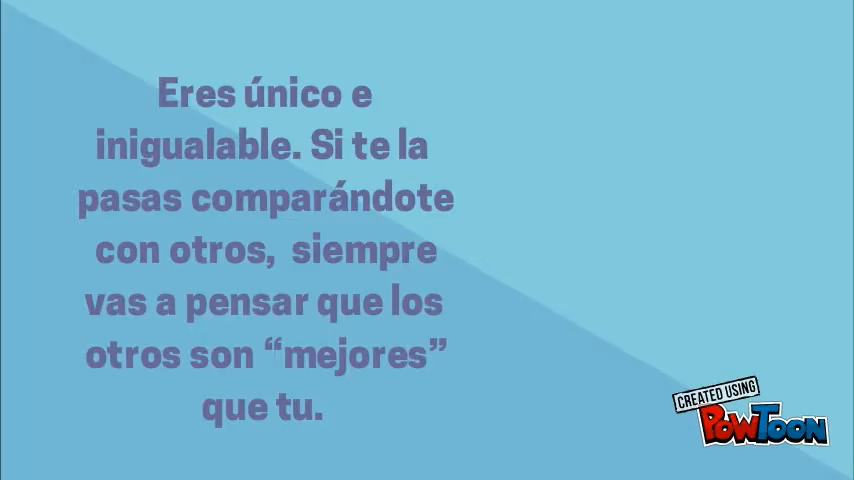 Eres único e
inigualable. Si te la
pasas comparándote
con otros, siempre
vas a pensar que los
otros son “mejores”
que tu.
CREATED USING
POWTOON